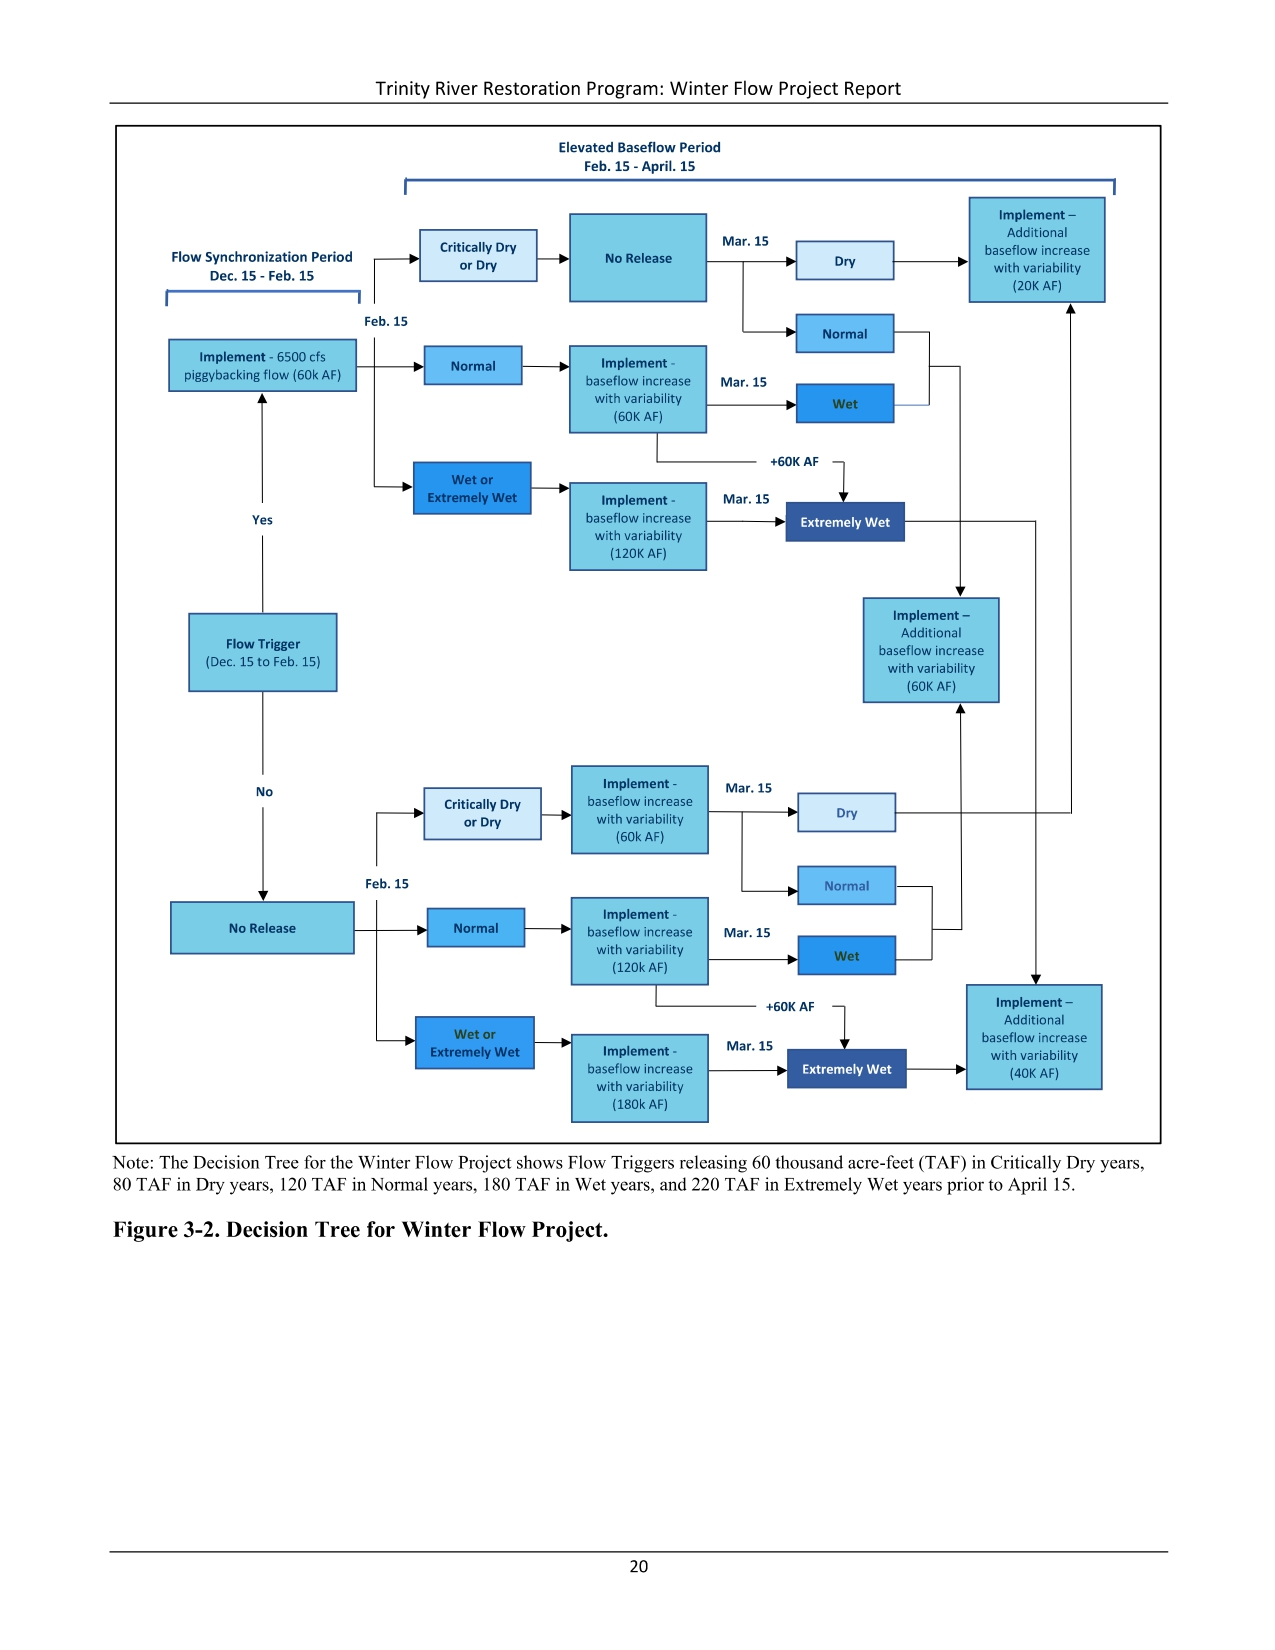 Trinity River Restoration Program: Winter Flow Project Report
Elevated Baseflow Period
Feb. 15 - April. 15
Flow Synchronization Period
Dec. 15 - Feb. 15
Implement - 6500 cfs
piggybacking flow (60k AF)
Yes
Flow Trigger
(Dec. 15 to Feb. 15)
No
No Release
Feb. 15
Critically Dry
or Dry
No Release
Mar. 15
Dry
Implement –
Additional
baseflow increase
with variability
(20K AF)
Normal
Normal
Implement -
baseflow increase
with variability
(60K AF)
Mar. 15
Wet
+60K AF
Wet or
Extremely Wet
Implement -
baseflow increase
with variability
(120K AF)
Mar. 15
Extremely Wet
Implement –
Additional
baseflow increase
with variability
(60K AF)
Feb. 15
Critically Dry
or Dry
Implement -
baseflow increase
with variability
(60k AF)
Mar. 15
Dry
Normal
Normal
Implement -
baseflow increase
with variability
(120k AF)
Mar. 15
Wet
+60K AF
Wet or
Extremely Wet
Implement -
baseflow increase
with variability
(180k AF)
Mar. 15
Extremely Wet
Implement –
Additional
baseflow increase
with variability
(40K AF)
Note: The Decision Tree for the Winter Flow Project shows Flow Triggers releasing 60 thousand acre-feet (TAF) in Critically Dry years,
80 TAF in Dry years, 120 TAF in Normal years, 180 TAF in Wet years, and 220 TAF in Extremely Wet years prior to April 15.
Figure 3-2. Decision Tree for Winter Flow Project.
20